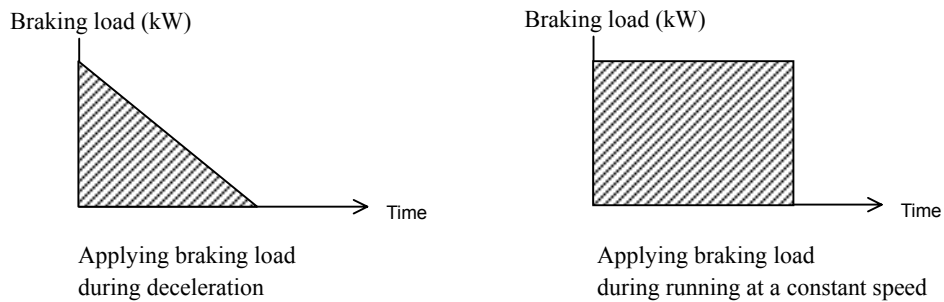 Braking load (kW)
Time
Applying braking load
during deceleration
Braking load (kW)
Time
Applying braking load
during running at a constant speed